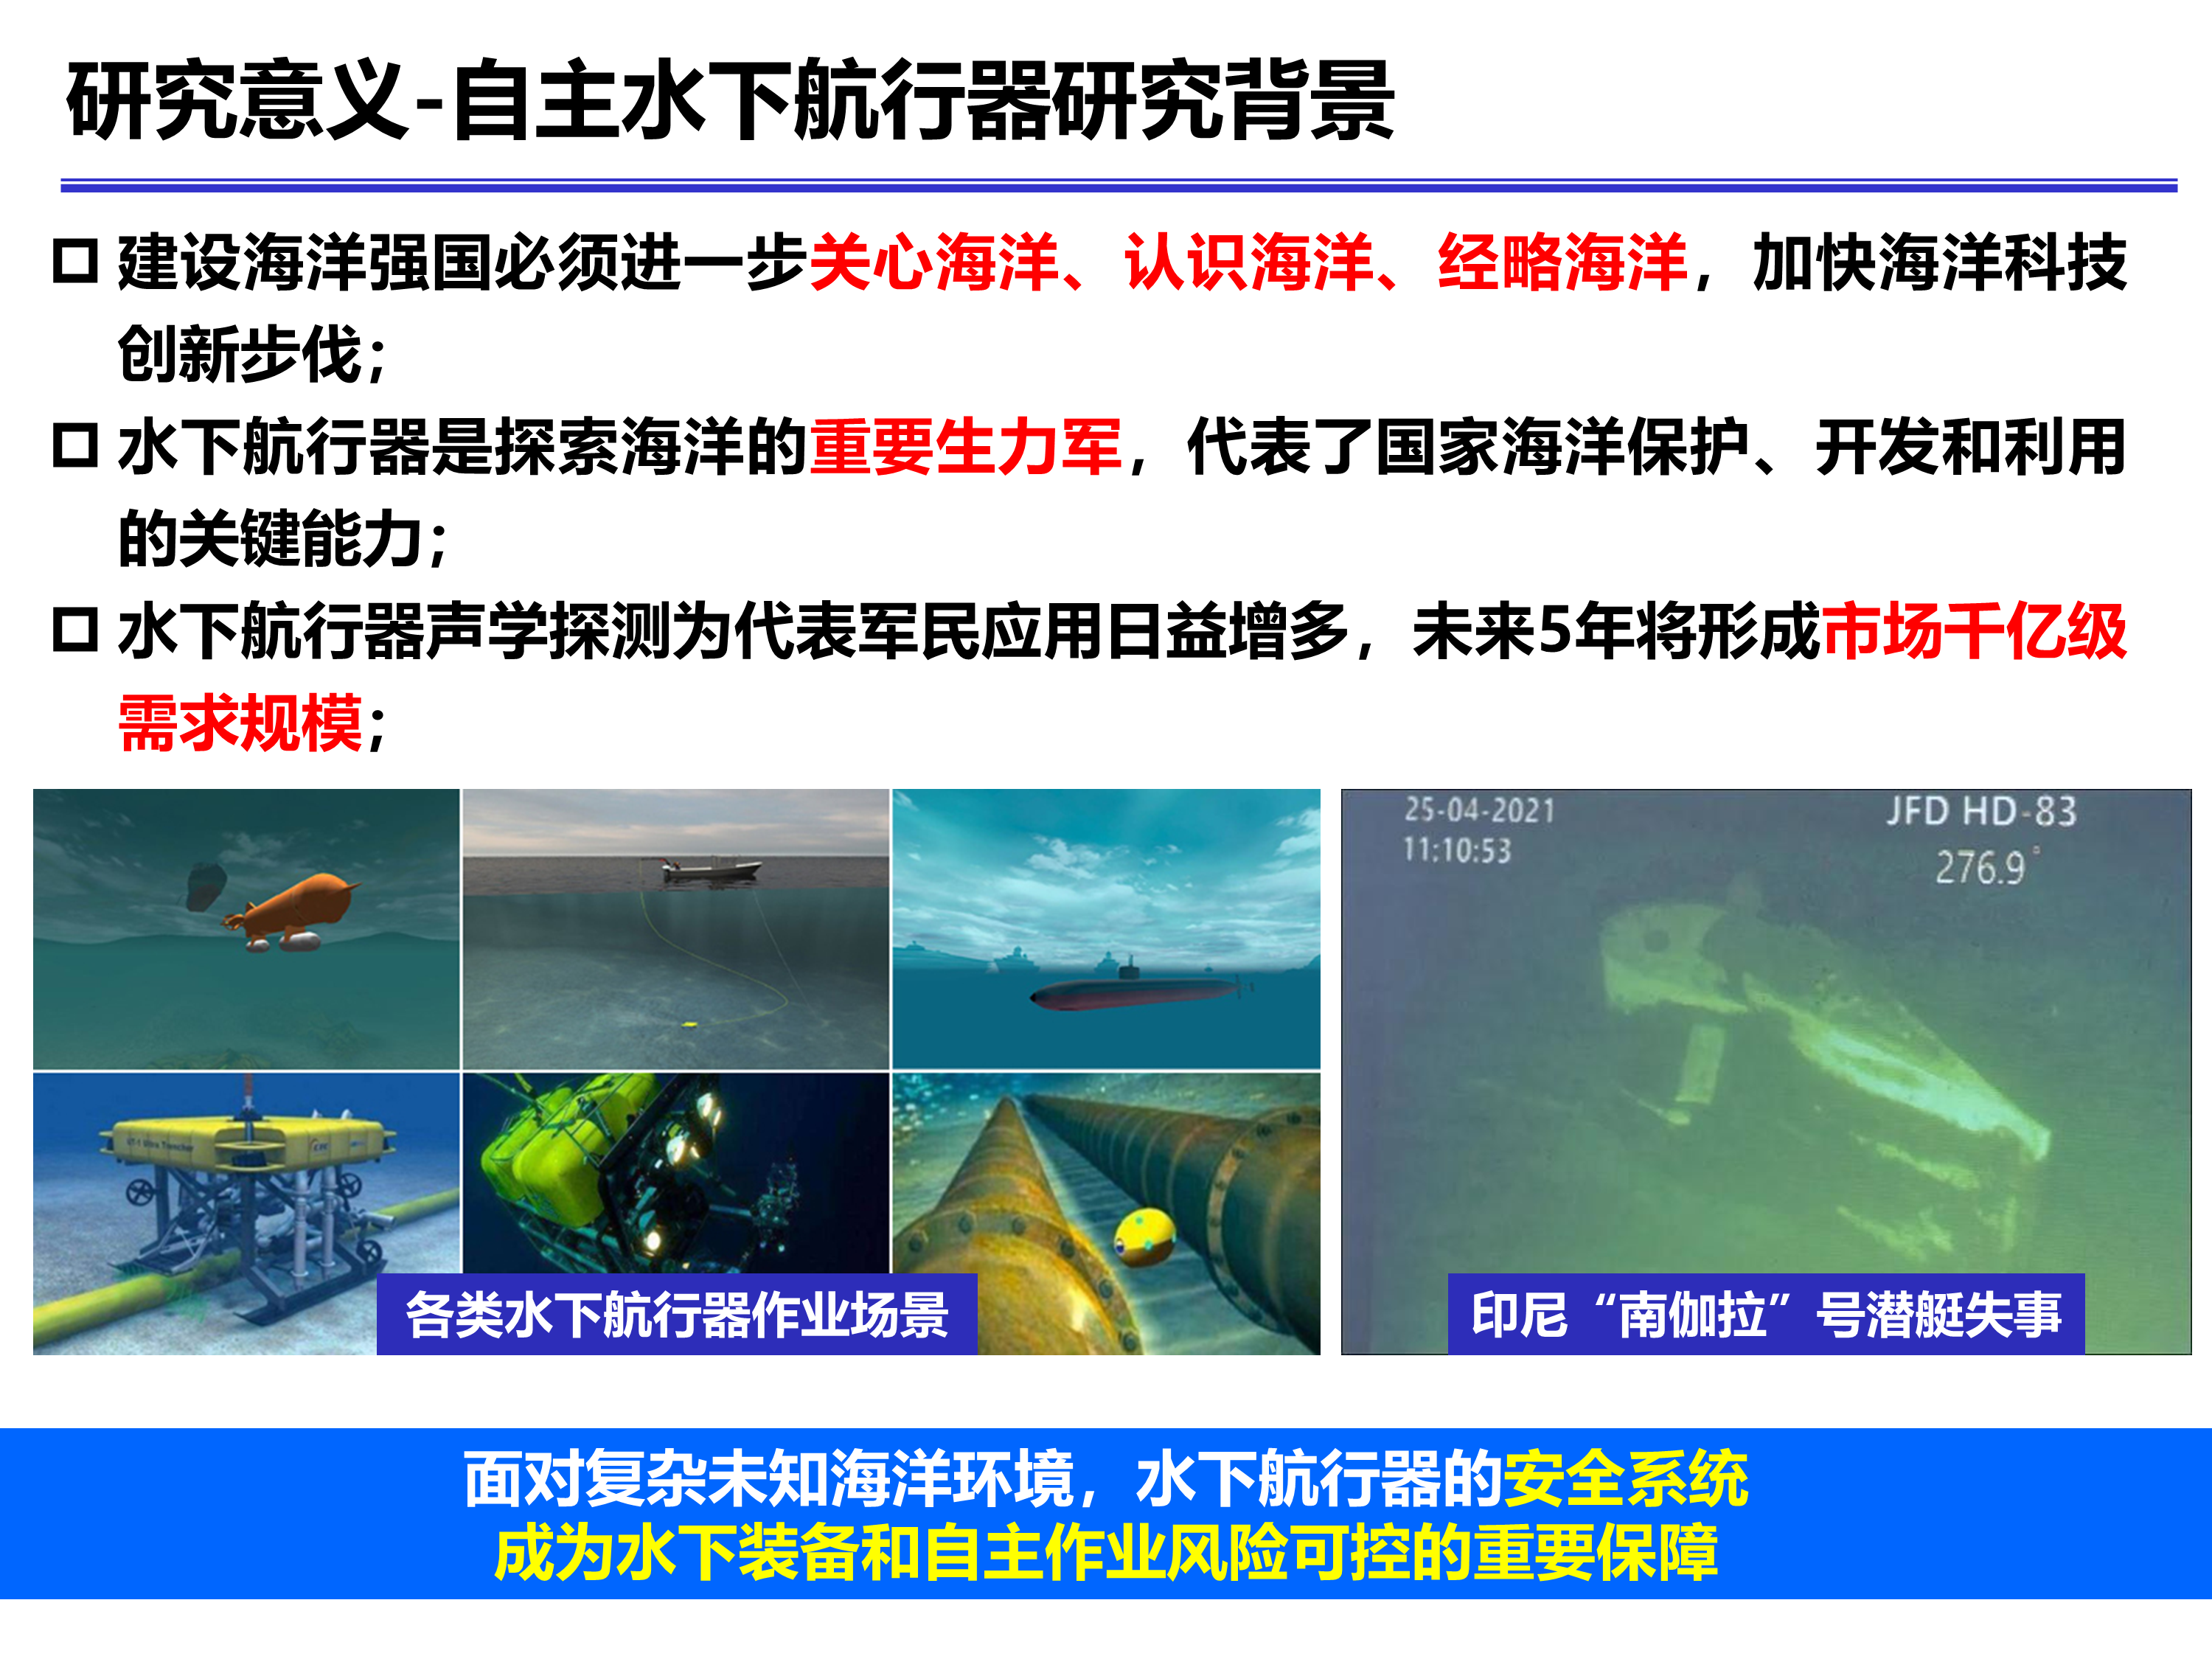 研究意义-自主水下航行器研究背景
建设海洋强国必须进一步关心海洋、认识海洋、经略海洋，加快海洋科技
创新步伐；
水下航行器是探索海洋的重要生力军，代表了国家海洋保护、开发和利用
的关键能力；
水下航行器声学探测为代表军民应用日益增多，未来5年将形成市场千亿级
需求规模；
25-04-2021
11:10:53
JFD HD-83
276.9°
UT-1 Ultra Trencher
各类水下航行器作业场景
印尼“南伽拉”号潜艇失事
面对复杂未知海洋环境，水下航行器的安全系统
成为水下装备和自主作业风险可控的重要保障